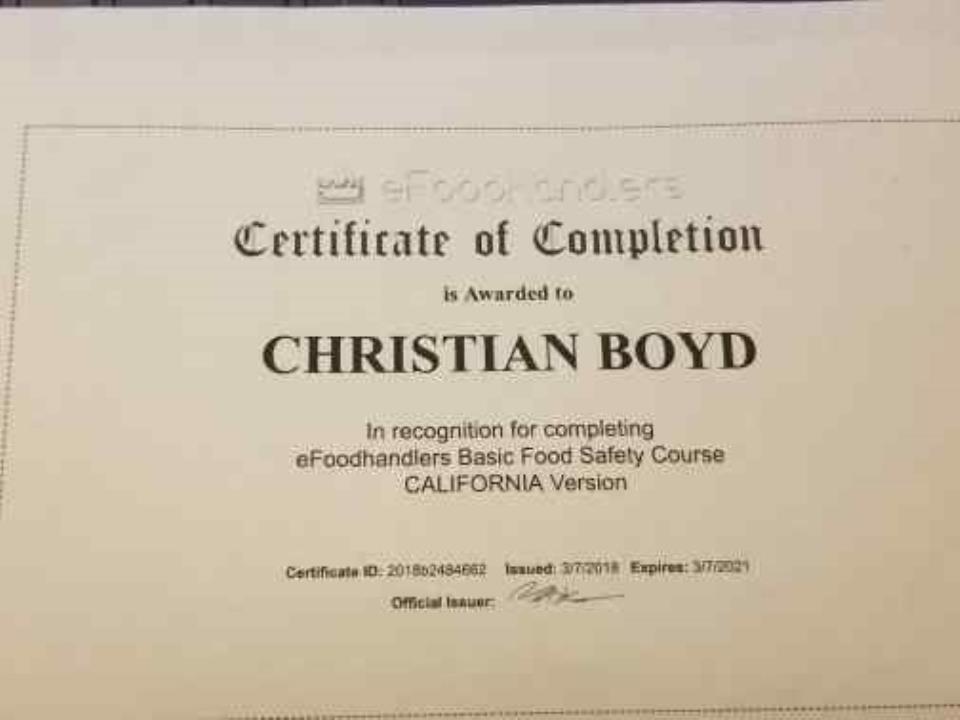 eFoodhandlers
Certificate of Completion
is Awarded to
CHRISTIAN BOYD
In recognition for completing
eFoodhandlers Basic Food Safety Course
CALIFORNIA Version
Certificate ID: 2018b2484662 Issued: 3/7/2018 Expires: 3/7/2021
Official Issuer: